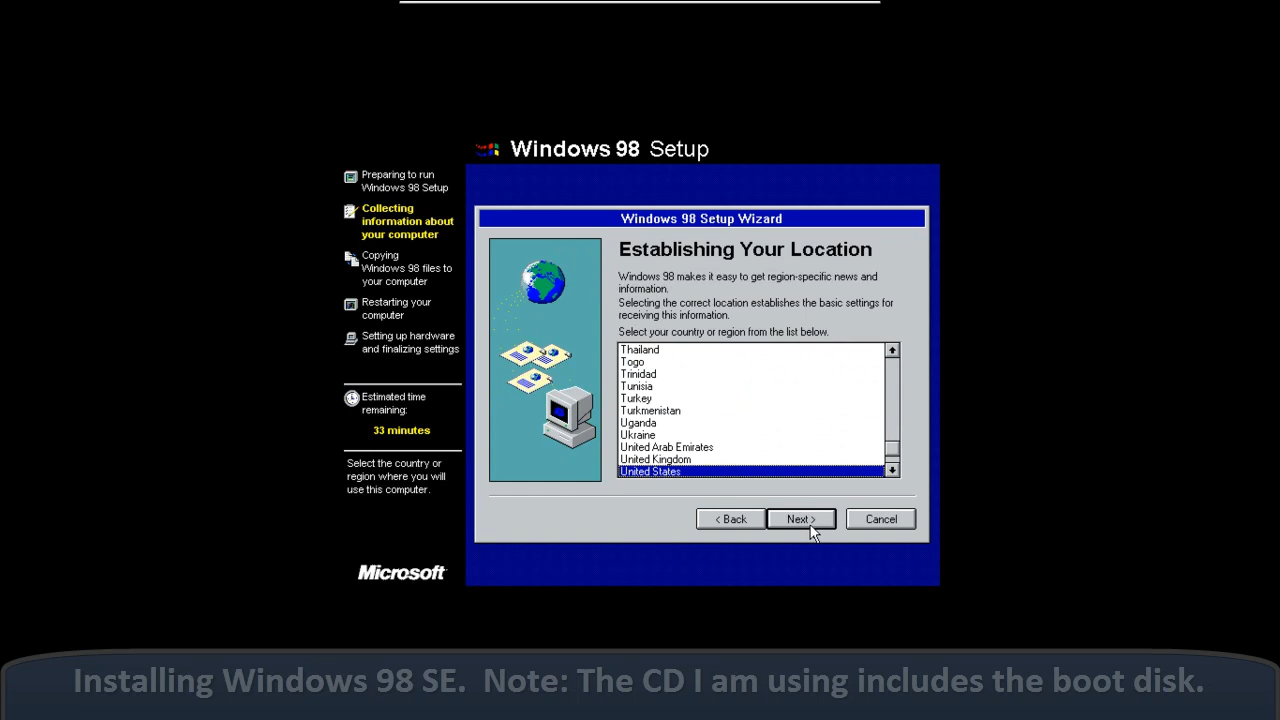 Windows 98 Setup
Preparing to run
Windows 98 Setup
Collecting
information about
your computer
Copying
Windows 98 files to
your computer
Restarting your
computer
Setting up hardware
and finalizing settings
Estimated time
remaining:
33 minutes
Select the country or
region where you will
use this computer.
Microsoft
Windows 98 Setup Wizard
Establishing Your Location
Windows 98 makes it easy to get region-specific news and
information.
Selecting the correct location establishes the basic settings for
receiving this information.
Select your country or region from the list below.
Thailand
Togo
Trinidad
Tunisia
Turkey
Turkmenistan
Uganda
Ukraine
United Arab Emirates
United Kingdom
United States
< Back
Next >
Cancel
Installing Windows 98 SE. Note: The CD I am using includes the boot disk.